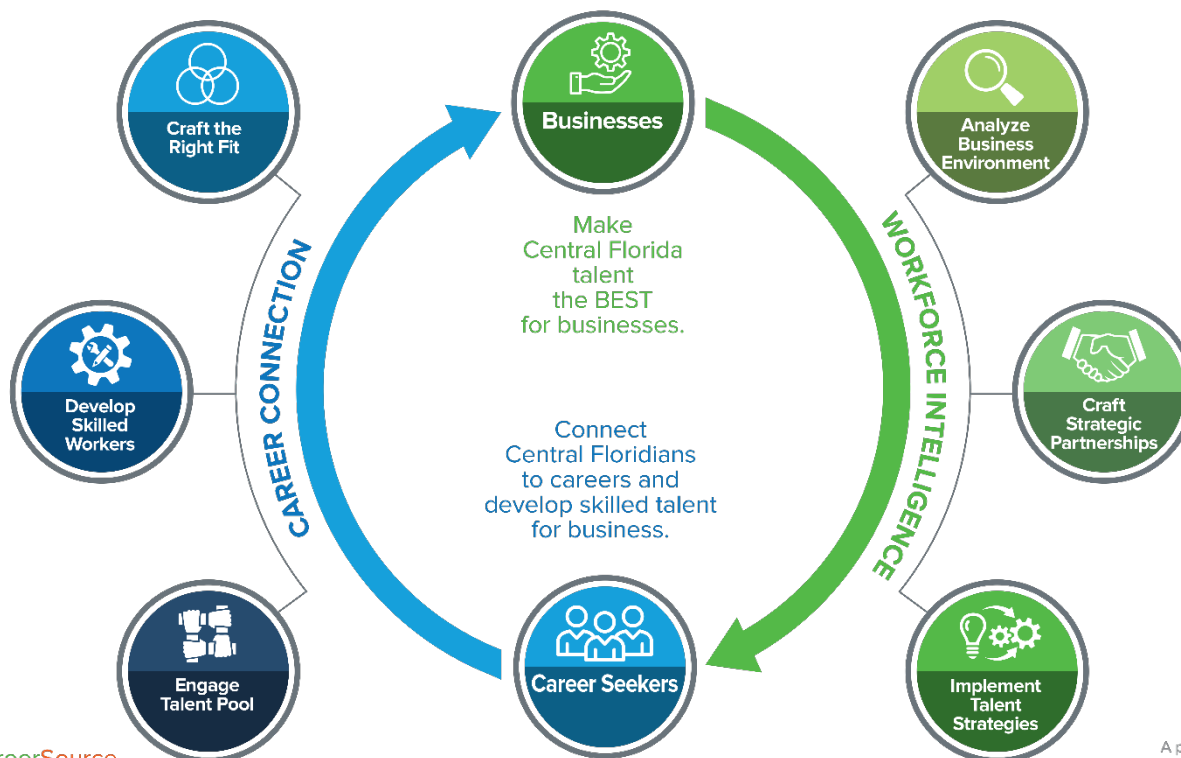 Craft the
Right Fit
Businesses
Analyze
Business
Environment
Make
Central Florida
talent
the BEST
for businesses.
CAREER CONNECTION
WORKFORCE INTELLIGENCE
Develop
Skilled
Workers
Craft
Strategic
Partnerships
Connect
Central Floridians
to careers and
develop skilled talent
for business.
Engage
Talent Pool
Career Seekers
Implement
Talent
Strategies
Source
A p